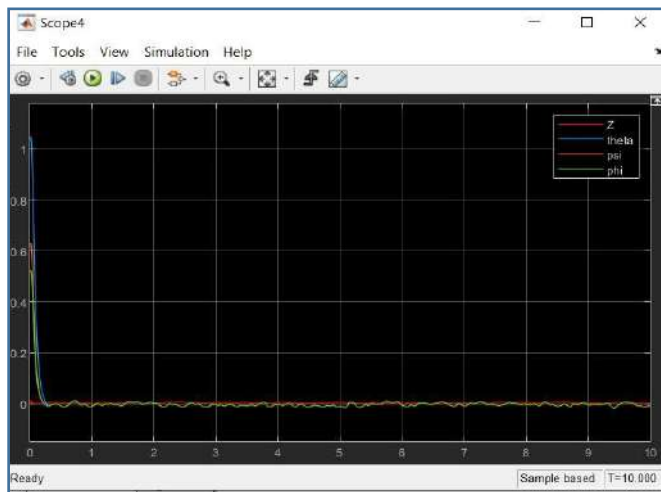 Scope4
File Tools View Simulation Help
Z
theta
psi
phi
1
0.8
0.6
0.4
0.2
0
0 1 2 3 4 5 6 7 8 9 10
Ready Sample based T=10.000